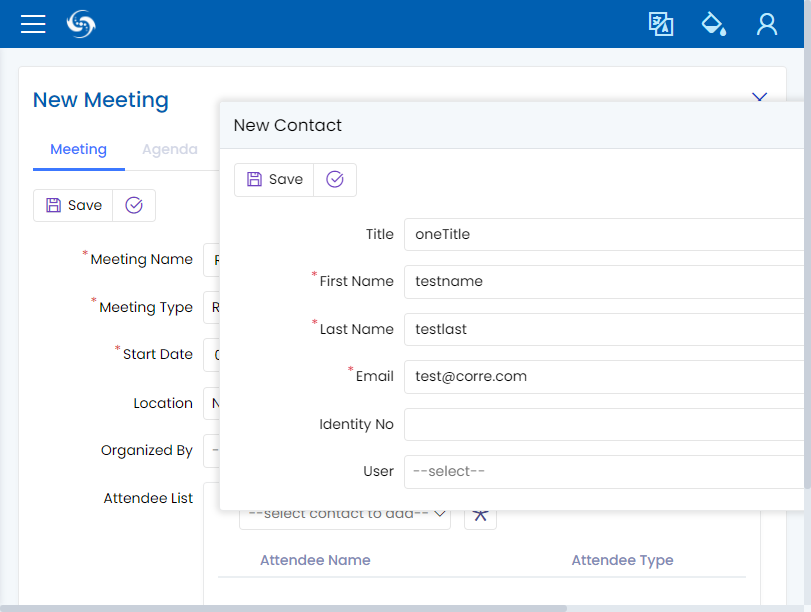 New Meeting
Meeting Agenda
Save
* Meeting Name
* Meeting Type R
* Start Date
Location N
Organized By
Attendee List
--select contact to add--
Attendee Name Attendee Type
New Contact
Save
Title oneTitle
* First Name testname
* Last Name testlast
* Email test@corre.com
Identity No
User --select--